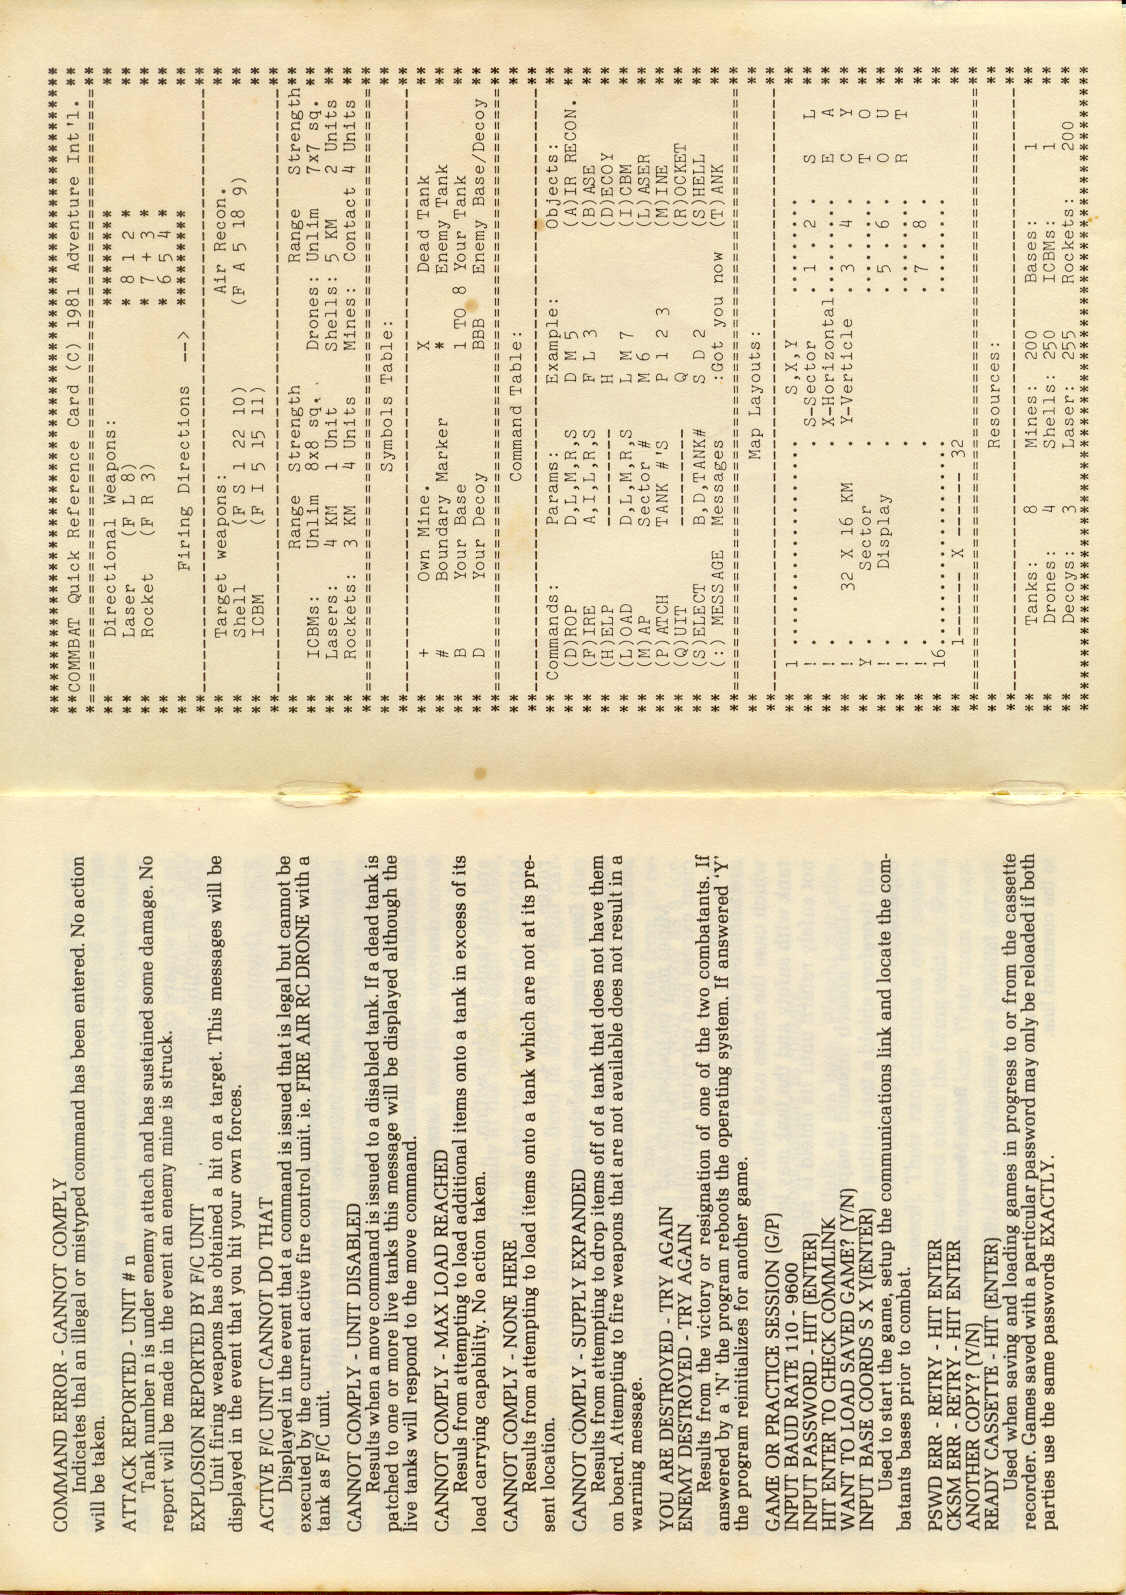 COMMAND ERROR - CANNOT COMPLY
Indicates thal an illegal or mistyped command has been entered. No action
will be taken.
ATTACK REPORTED - UNIT # n
Tank number n is under enemy attach and has sustained some damage. No
report will be made in the event an enemy mine is struck.
EXPLOSION REPORTED BY F/C UNIT
Unit firing weapons has obtained a hit on a target. This messages will be
displayed in the event that you hit your own forces.
ACTIVE F/C UNIT CANNOT DO THAT
Displayed in the event that a command is issued that is legal but cannot be
executed by the current active fire control unit. ie. FIRE AIR RC DRONE with a
tank as F/C unit.
CANNOT COMPLY - UNIT DISABLED
Results when a move command is issued to a disabled tank. If a dead tank is
patched to one or more live tanks this message will be displayed although the
live tanks will respond to the move command.
CANNOT COMPLY - MAX LOAD REACHED
Resuls from attempting to load additional items onto a tank in excess of its
load carrying capability. No action taken.
CANNOT COMPLY - NONE HERE
Results from attempting to load items onto a tank which are not at its pre-
sent location.
CANNOT COMPLY - SUPPLY EXPANDED
Results from attempting to drop items off of a tank that does not have them
on board. Attempting to fire weapons that are not available does not result in a
warning message.
YOU ARE DESTROYED - TRY AGAIN
ENEMY DESTROYED - TRY AGAIN
Results from the victory or resignation of one of the two combatants. If
answered by a 'N' the program reboots the operating system. If answered 'Y'
the program reinitializes for another game.
GAME OR PRACTICE SESSION (G/P)
INPUT BAUD RATE 110 - 9600
INPUT PASSWORD - HIT (ENTER)
HIT ENTER TO CHECK COMMLINK
WANT TO LOAD SAVED GAME? (Y/N)
INPUT BASE COORDS S X Y(ENTER)
Used to start the game, setup the communications link and locate the com-
batants bases prior to combat.
PSWD ERR - RETRY - HIT ENTER
CKSM ERR - RETRY - HIT ENTER
ANOTHER COPY? (Y/N)
READY CASSETTE - HIT (ENTER)
Used when saving and loading games in progress to or from the cassette
recorder. Games saved with a particular password may only be reloaded if both
parties use the same passwords EXACTLY.
***********************************************************
**COMMBAT Quick Reference Card (C) 1981 Adventure Int'l. **
*=========================================================**
** Directional Weapons: ******** **
** Laser (F L 8) * 8 1 2 * **
** Rocket (F R 3) * 7 + 3 * **
** * 6 5 4 * **
** Firing Directions --> ******** **
**-------------------------------------------------------**
** Target weapons: Air Recon. **
** Shell (F S 1 22 10) (F A 5 18 9) **
** ICBM (F I 5 15 11) **
**-------------------------------------------------------**
** Range Strength Range Strength**
** ICBMs: Unlim 8x8 sq. Drones: Unlim 7x7 sq. **
** Lasers: 4 KM 1 Unit Shells: 5 KM 2 Units **
** Rockets: 3 KM 4 Units Mines: Contact 4 Units **
**=======================================================**
** Symbols Table: **
**-------------------------------------------------------**
** + Own Mine. X Dead Tank **
** # Boundary Marker * Enemy Tank **
** B Your Base 1 TO 8 Your Tank **
** D Your Decoy BBB Enemy Base/Decoy **
**=======================================================**
** Command Table: **
**-------------------------------------------------------**
** Commands: Params: Example: Objects: **
** (D)ROP D,L,M,R,S D M 5 (A)IR RECON. **
** (F)IRE A,I,L,R,S F L 3 (B)ASE **
** (H)ELP --------- H (D)ECOY **
** (L)OAD D,L,M,R,S L M 7 (I)CBM **
** (M)AP Sector # M 6 (L)ASER **
** (P)ATCH TANK #'S P 1 2 3 (M)INE **
** (Q)UIT --------- Q (R)OCKET **
** (S)ELECT B,D,TANK# S D 2 (S)HELL **
** (:) MESSAGE Messages :Got you now (T)ANK **
**=======================================================**
** Map Layouts: **
**-------------------------------------------------------**
** 1 ........................ S,X,Y ......... **
** ! . . S-Sector . 1 . 2 . S L **
** ! . . X-Horizontal ......... E A **
** ! . 32 X 16 KM . Y-Verticle . 3 . 4 . C Y **
** Y . Sector . ......... T O **
** ! . Display . . 5 . 6 . O U **
** ! . . ......... R T **
** ! . . . 7 . 8 . **
** 16........................ ......... **
** 1------ X ------ 32 **
**=======================================================**
** Resources: **
**-------------------------------------------------------**
** Tanks: 8 Mines: 200 Bases: 1 **
** Drones: 4 Shells: 250 ICBMs: 1 **
** Decoys: 3 Laser: 255 Rockets: 200 **
***********************************************************